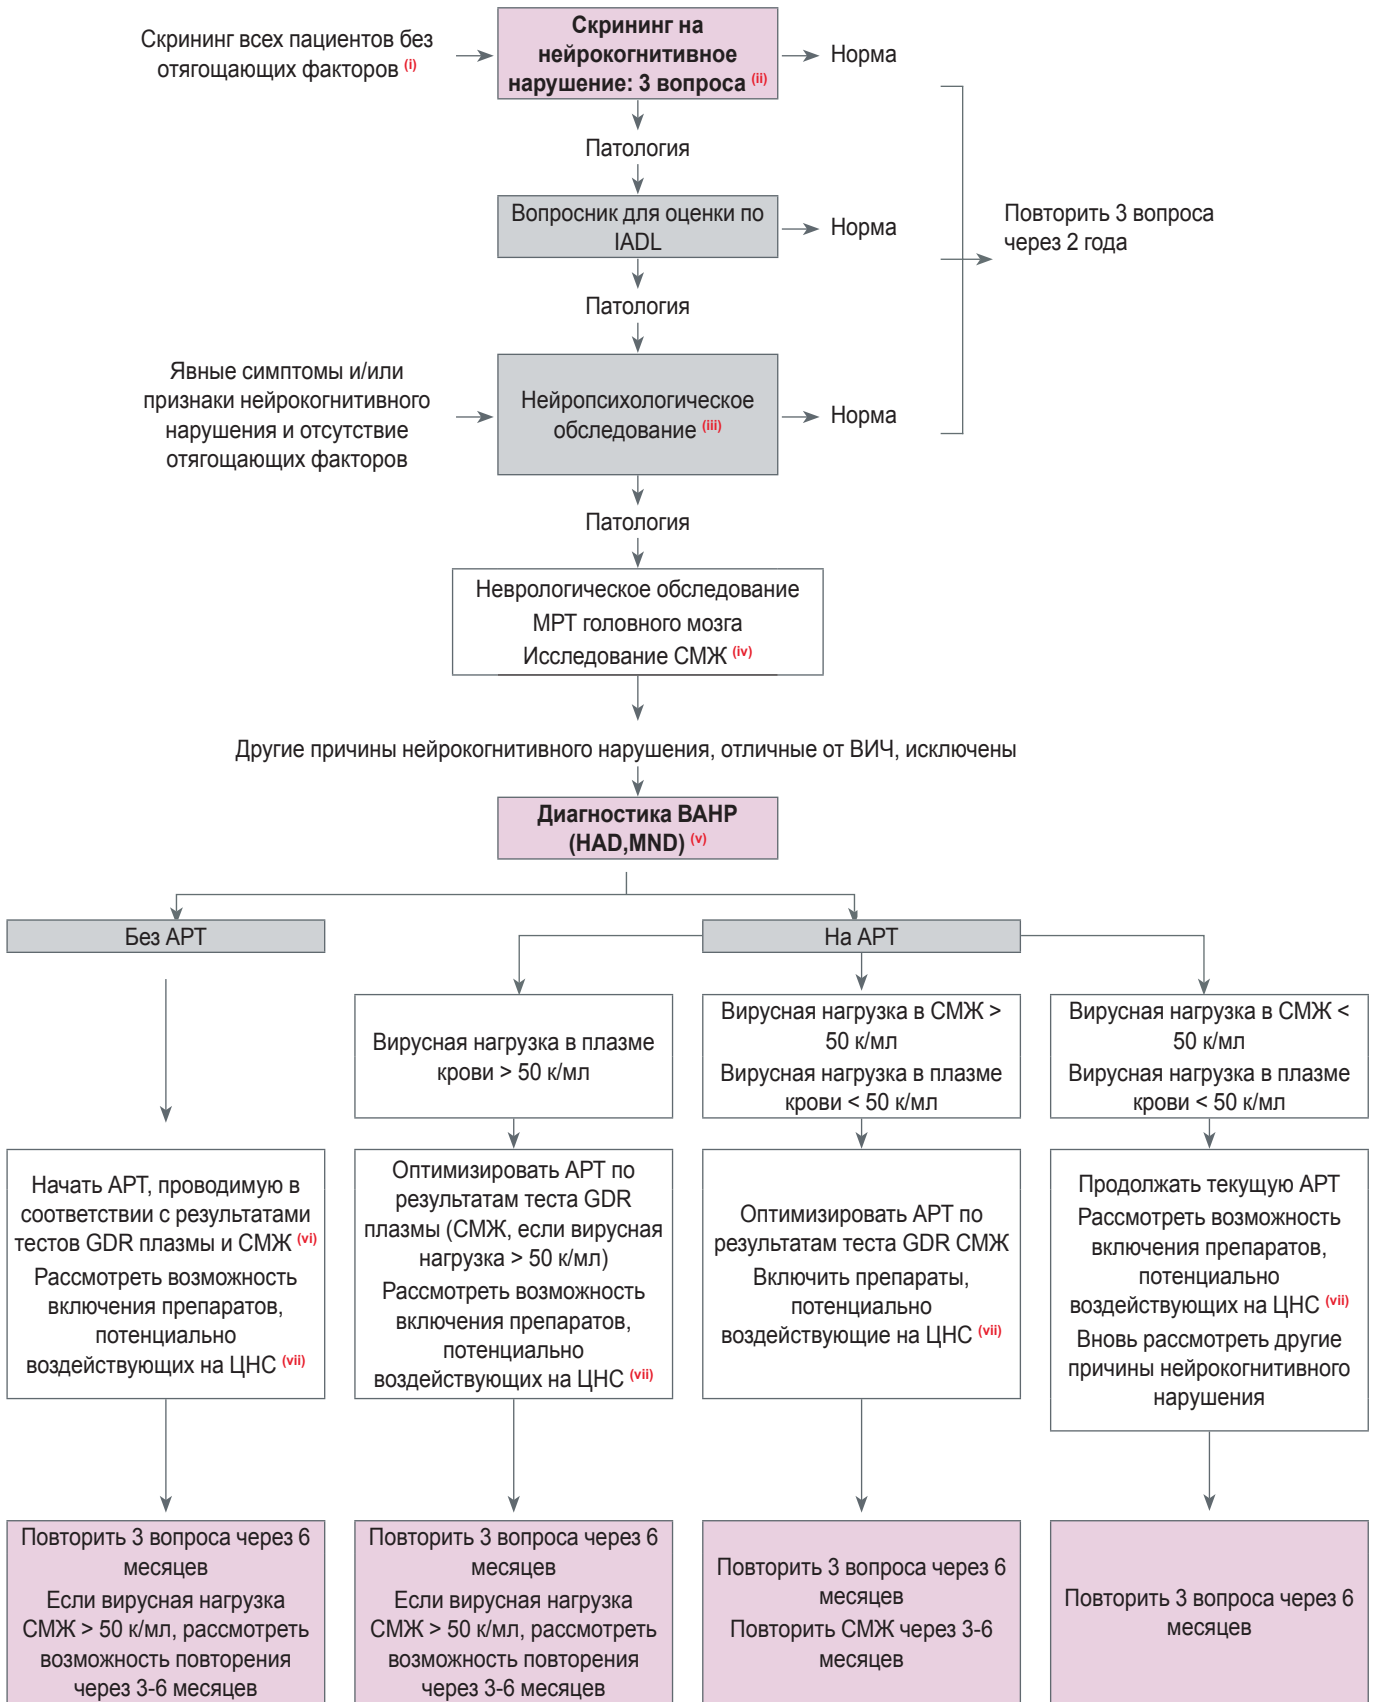 Скрининг всех пациентов без
отягощающих факторов (i)
Скрининг на
нейрокогнитивное
нарушение: 3 вопроса (ii)
Норма
Патология
Вопросник для оценки по
IADL
Норма
Повторить 3 вопроса
через 2 года
Патология
Явные симптомы и/или
признаки нейрокогнитивного
нарушения и отсутствие
отягощающих факторов
Нейропсихологическое
обследование (iii)
Норма
Патология
Неврологическое обследование
МРТ головного мозга
Исследование СМЖ (iv)
Другие причины нейрокогнитивного нарушения, отличные от ВИЧ, исключены
Диагностика ВАНР
(HAD,MND) (v)
Без АРТ
На АРТ
Вирусная нагрузка в плазме
крови > 50 к/мл
Вирусная нагрузка в СМЖ >
50 к/мл
Вирусная нагрузка в плазме
крови < 50 к/мл
Вирусная нагрузка в СМЖ <
50 к/мл
Вирусная нагрузка в плазме
крови < 50 к/мл
Начать АРТ, проводимую в
соответствии с результатами
тестов GDR плазмы и СМЖ (vi)
Рассмотреть возможность
включения препаратов,
потенциально
воздействующих на ЦНС (vii)
Оптимизировать АРТ по
результатам теста GDR
плазмы (СМЖ, если вирусная
нагрузка > 50 к/мл)
Рассмотреть возможность
включения препаратов,
потенциально
воздействующих на ЦНС (vii)
Оптимизировать АРТ по
результатам теста GDR СМЖ
Включить препараты,
потенциально
воздействующие на ЦНС (vii)
Продолжать текущую АРТ
Рассмотреть возможность
включения препаратов,
потенциально
воздействующих на ЦНС (vii)
Вновь рассмотреть другие
причины нейрокогнитивного
нарушения
Повторить 3 вопроса через 6
месяцев
Если вирусная нагрузка
СМЖ > 50 к/мл, рассмотреть
возможность повторения
через 3-6 месяцев
Повторить 3 вопроса через 6
месяцев
Если вирусная нагрузка
СМЖ > 50 к/мл, рассмотреть
возможность повторения
через 3-6 месяцев
Повторить 3 вопроса через 6
месяцев
Повторить СМЖ через 3-6
месяцев
Повторить 3 вопроса через 6
месяцев